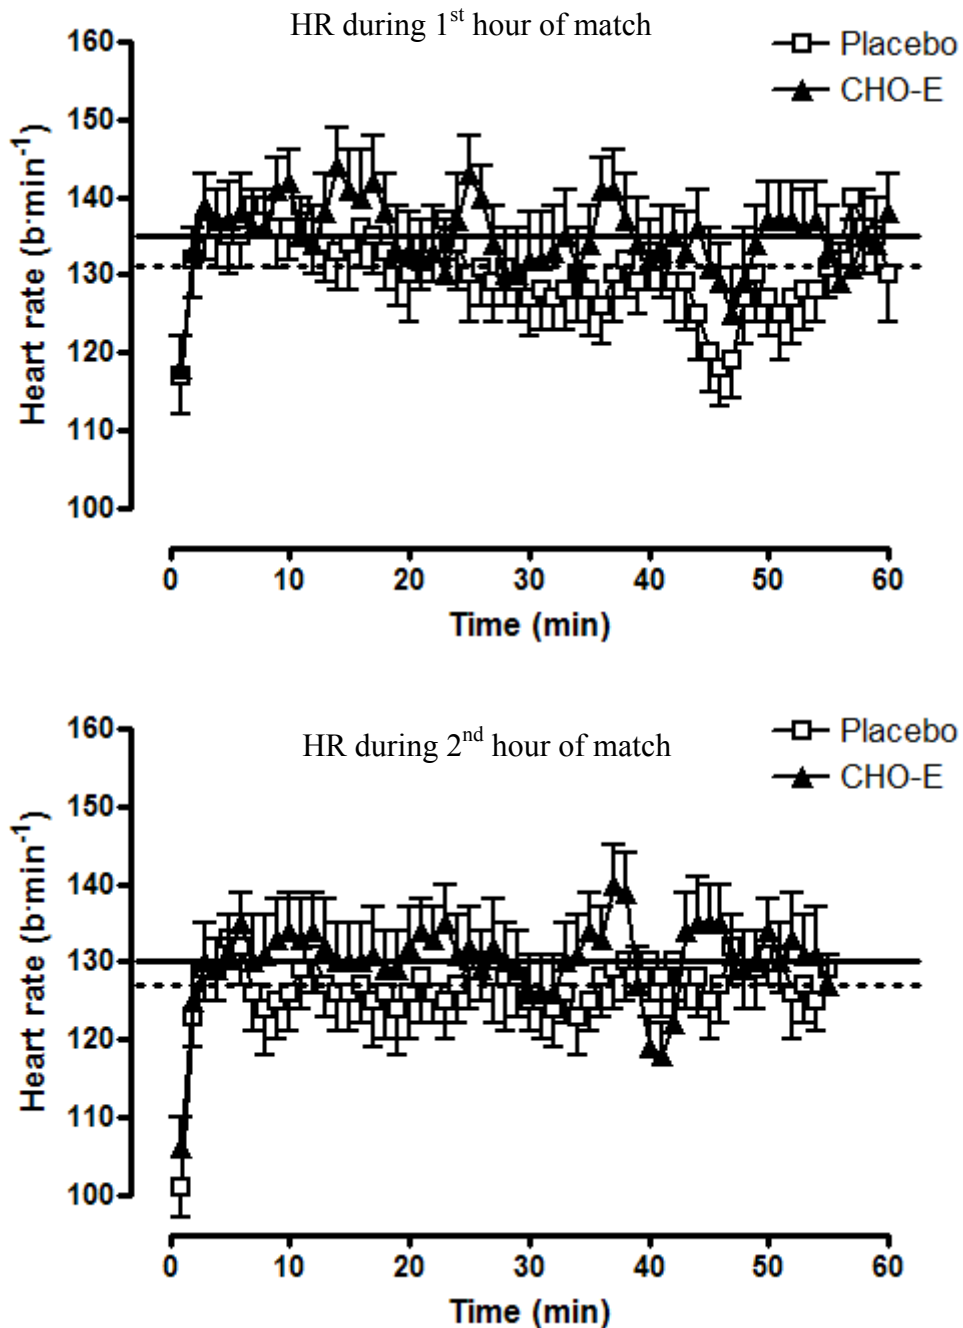 HR during 1st hour of match
Placebo
CHO-E
160
150
140
130
120
110
100
Heart rate (b·min-1)
0 10 20 30 40 50 60
Time (min)
HR during 2nd hour of match
Placebo
CHO-E
160
150
140
130
120
110
100
Heart rate (b·min-1)
0 10 20 30 40 50 60
Time (min)